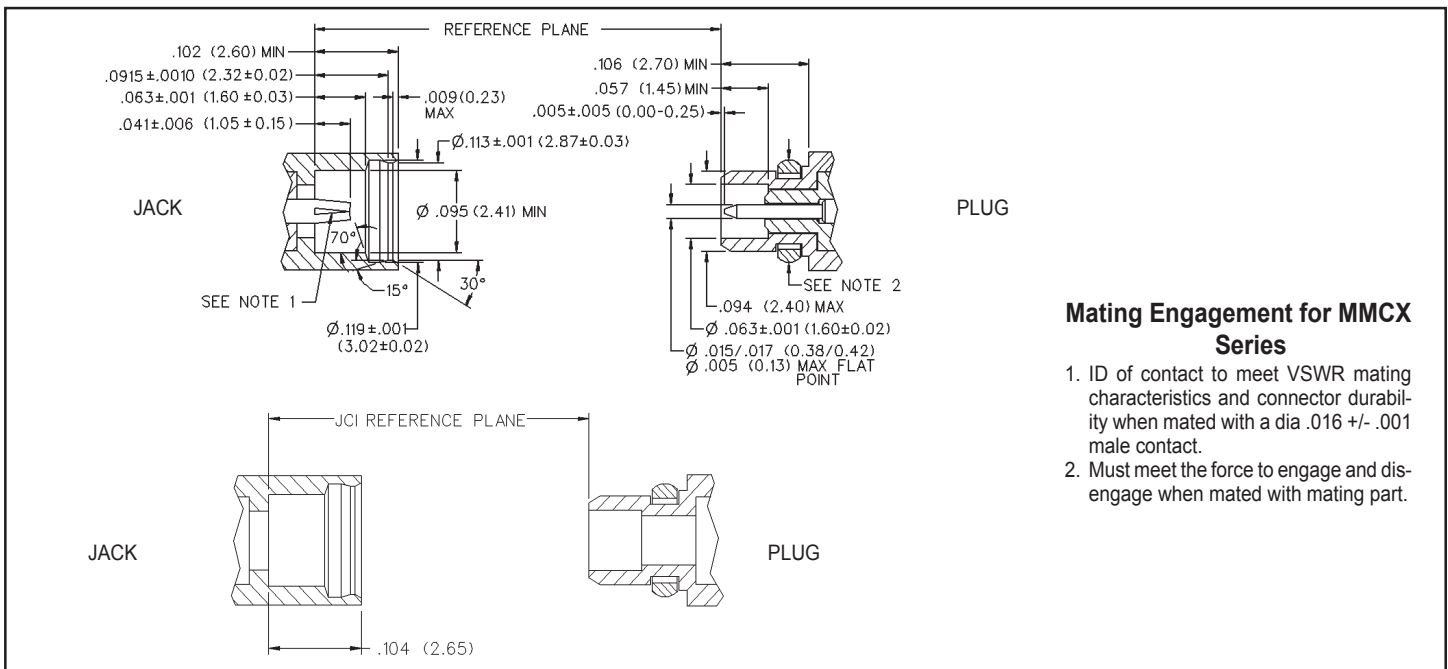 REFERENCE PLANE
.102 (2.60) MIN
.0915±.0010 (2.32±0.02)
.063±.001 (1.60±0.03)
.041±.006 (1.05±0.15)
.009(0.23)
MAX
Ø.113±.001 (2.87±0.03)
JACK
Ø .095 (2.41) MIN
70°
15°
30°
SEE NOTE 1
Ø.119±.001
(3.02±0.02)
.106 (2.70) MIN
.057 (1.45) MIN
.005±.005 (0.00-0.25)
PLUG
SEE NOTE 2
.094 (2.40) MAX
Ø .063±.001 (1.60±0.02)
Ø .015/.017 (0.38/0.42)
Ø .005 (0.13) MAX FLAT
POINT
Mating Engagement for MMCX
Series
1. ID of contact to meet VSWR mating
characteristics and connector durabil-
ity when mated with a dia .016 +/- .001
male contact.
2. Must meet the force to engage and dis-
engage when mated with mating part.
JCI REFERENCE PLANE
JACK
PLUG
.104 (2.65)